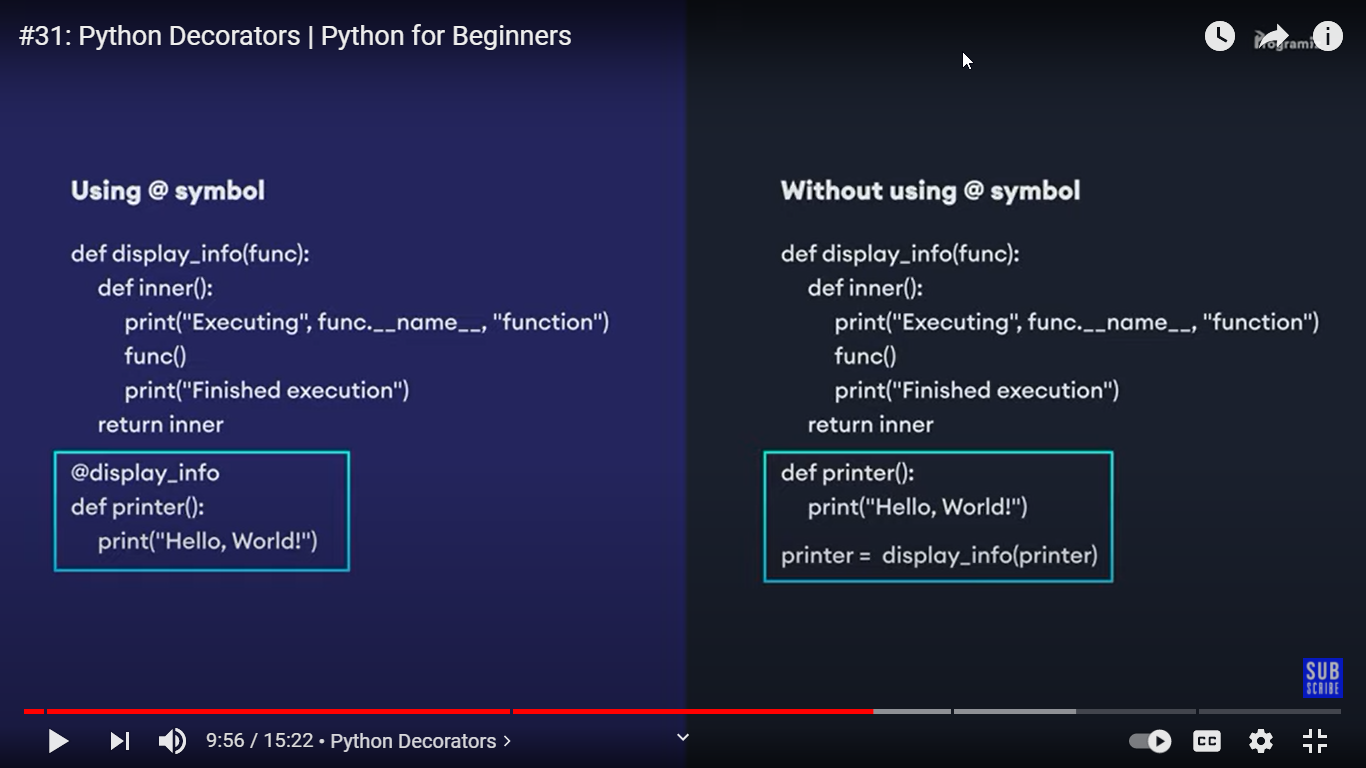 #31: Python Decorators | Python for Beginners
Using @ symbol
def display_info(func):
def inner():
print("Executing", func.__name__, "function")
func()
print("Finished execution")
return inner
@display_info
def printer():
print("Hello, World!")
Without using @ symbol
def display_info(func):
def inner():
print("Executing", func.__name__, "function")
func()
print("Finished execution")
return inner
def printer():
print("Hello, World!")
printer = display_info(printer)
SUB
SCRIBE
9:56 / 15:22 • Python Decorators >
CC